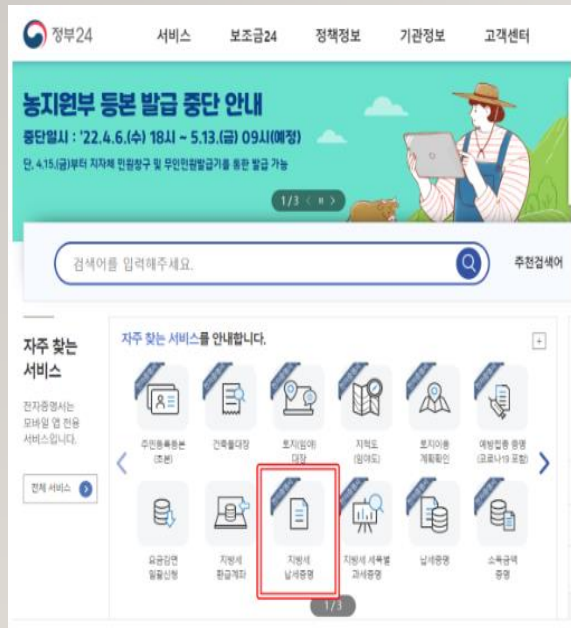 정부24
서비스 보조금24 정책정보 기관정보 고객센터
농지원부 등본 발급 중단 안내
중단일시 : '22.4.6.(수) 18시 ~ 5.13.(금) 09시(예정)
단, 4.15.(금)부터 지자체 민원창구 및 무인민원발급기를 통한 발급 가능
1/3
검색어를 입력해주세요.
추천검색어
자주 찾는
서비스
전자증명서는
모바일 앱 전용
서비스입니다.
전체 서비스
자주 찾는 서비스를 안내합니다.
주민등록등본
(초본)
건축물대장
토지(임야)
대장
지적도
(임야도)
토지이용
계획확인
예방접종 증명
(코로나19 포함)
요금감면
일괄신청
지방세
환급계좌
지방세
납세증명
지방세 세목별
과세증명
납세증명
소득금액
증명
1/3